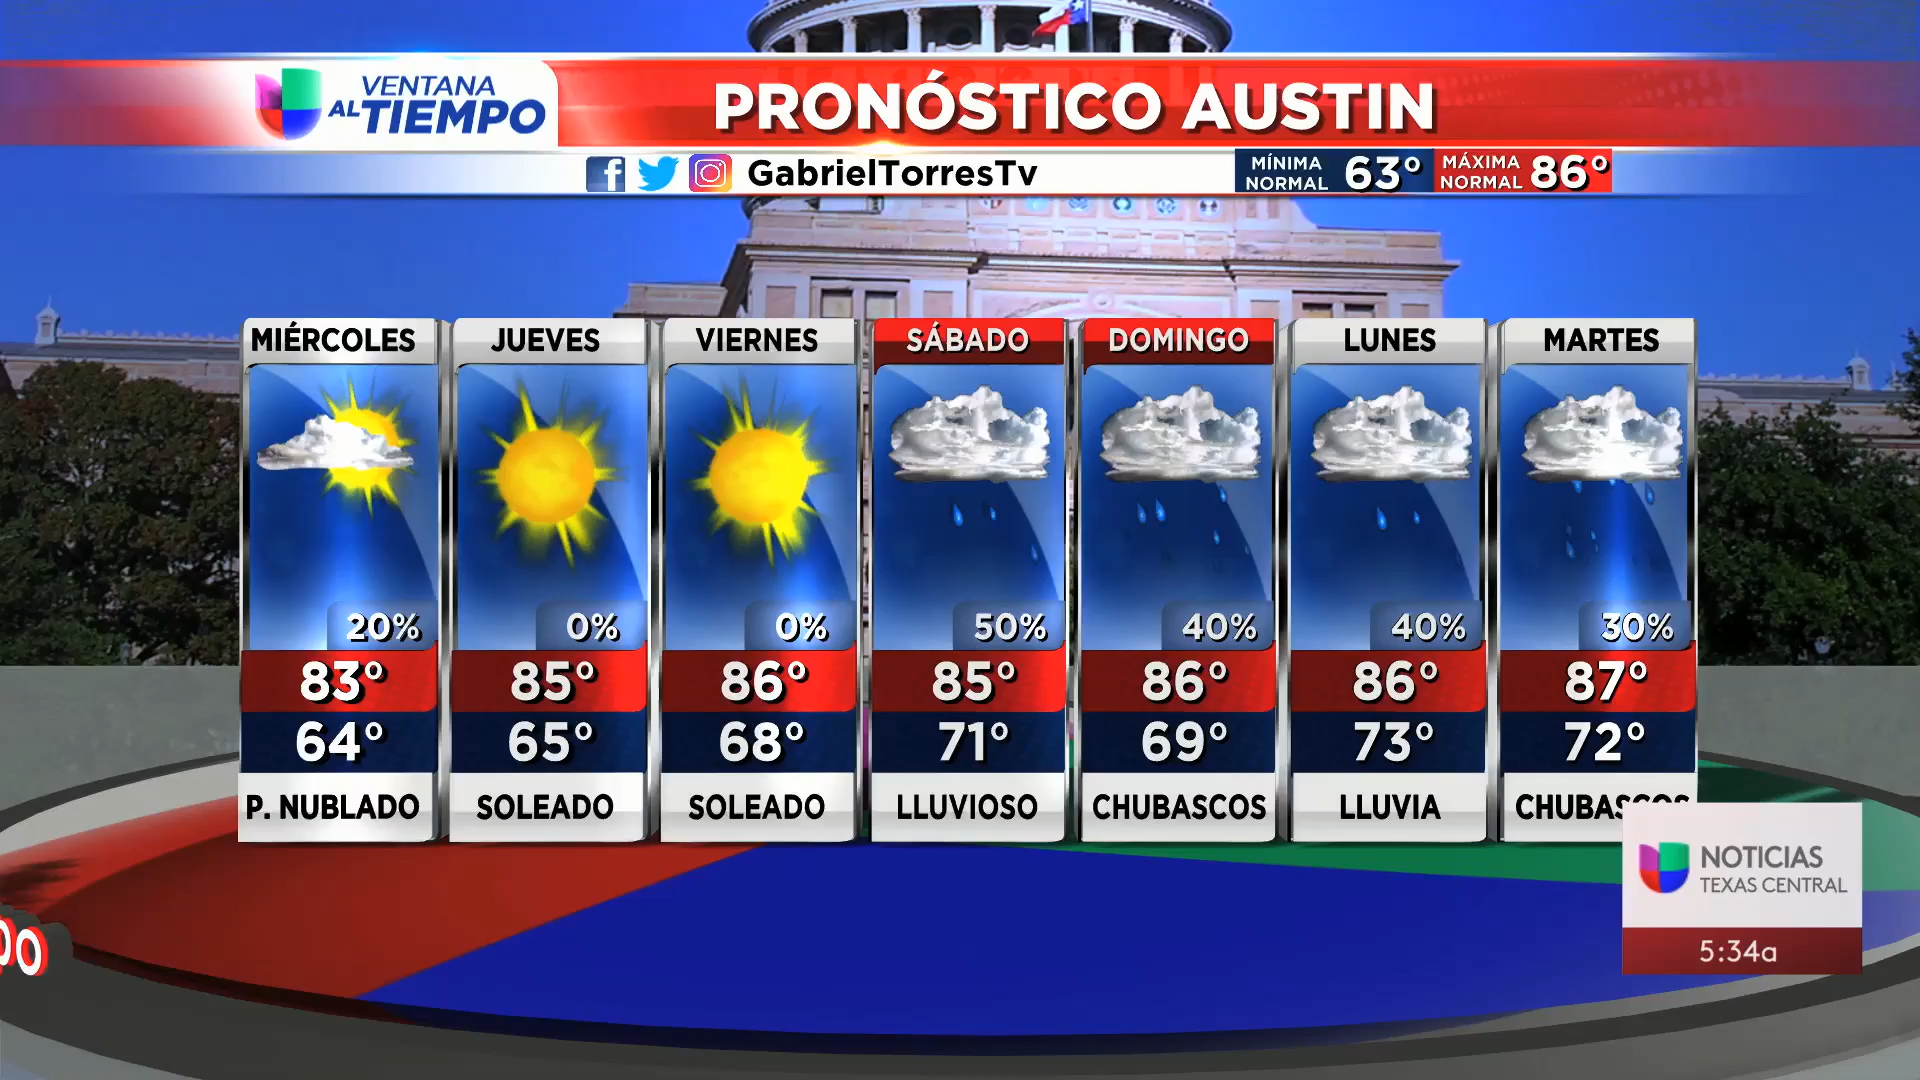 VENTANA
AL TIEMPO
PRONÓSTICO AUSTIN
GabrielTorresTv
MÍNIMA
NORMAL
63°
MÁXIMA
NORMAL
86°
MIÉRCOLES
JUEVES
VIERNES
SÁBADO
DOMINGO
LUNES
MARTES
20%
0%
0%
50%
40%
40%
30%
83°
85°
86°
85°
86°
86°
87°
64°
65°
68°
71°
69°
73°
72°
P. NUBLADO
SOLEADO
SOLEADO
LLUVIOSO
CHUBASCOS
LLUVIA
CHUBASCOS
NOTICIAS
TEXAS CENTRAL
5:34a